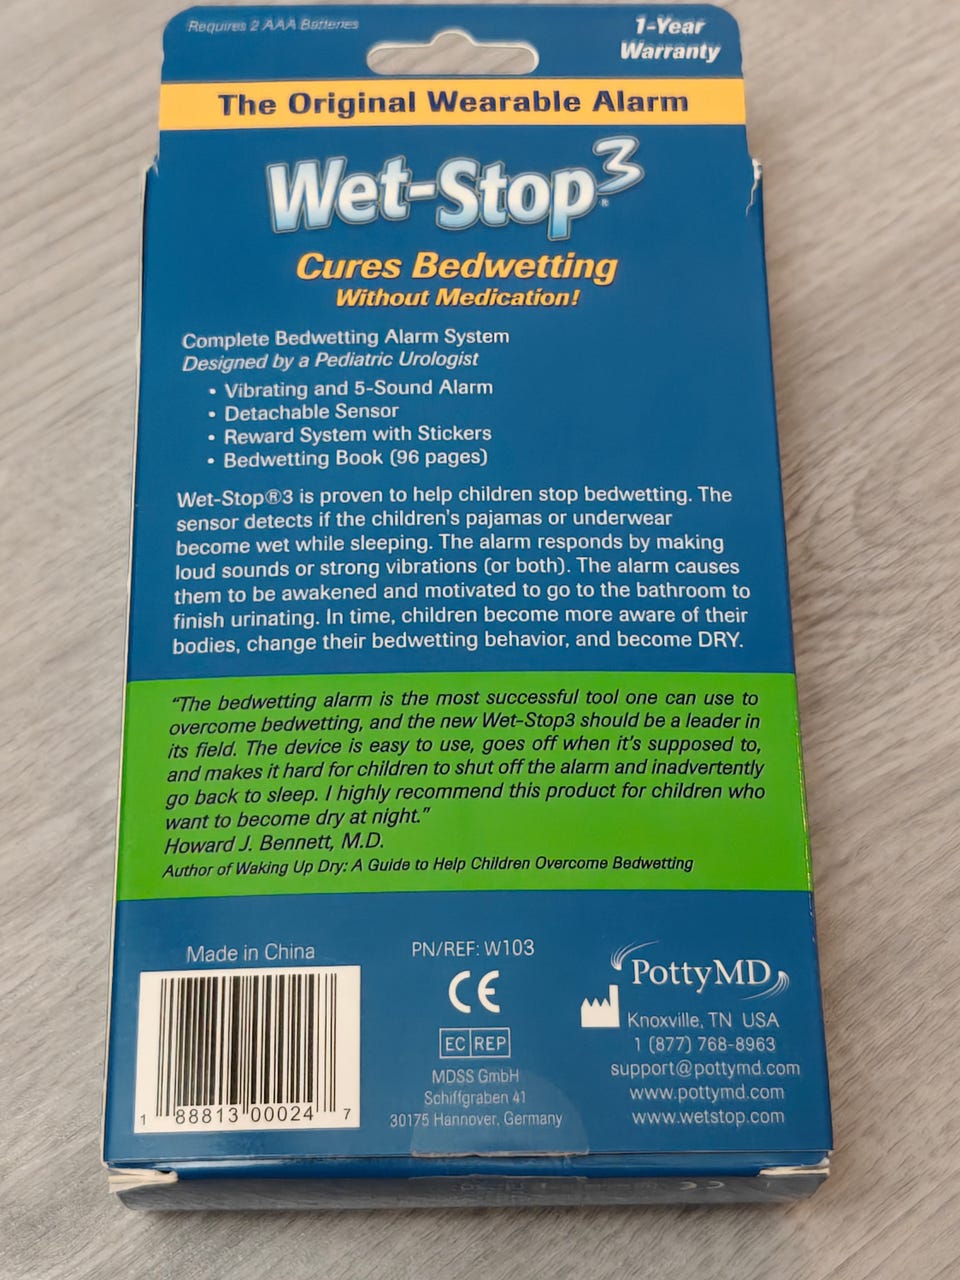 Requires 2 AAA Batteries
1-Year
Warranty
The Original Wearable Alarm
Wet-Stop3®
Cures Bedwetting
Without Medication!
Complete Bedwetting Alarm System
Designed by a Pediatric Urologist
• Vibrating and 5-Sound Alarm
• Detachable Sensor
• Reward System with Stickers
• Bedwetting Book (96 pages)
Wet-Stop®3 is proven to help children stop bedwetting. The
sensor detects if the children's pajamas or underwear
become wet while sleeping. The alarm responds by making
loud sounds or strong vibrations (or both). The alarm causes
them to be awakened and motivated to go to the bathroom to
finish urinating. In time, children become more aware of their
bodies, change their bedwetting behavior, and become DRY.
"The bedwetting alarm is the most successful tool one can use to
overcome bedwetting, and the new Wet-Stop3 should be a leader in
its field. The device is easy to use, goes off when it's supposed to,
and makes it hard for children to shut off the alarm and inadvertently
go back to sleep. I highly recommend this product for children who
want to become dry at night."
Howard J. Bennett, M.D.
Author of Waking Up Dry: A Guide to Help Children Overcome Bedwetting
Made in China
1 88813 00024 7
PN/REF: W103
CE
EC REP
MDSS GmbH
Schiffgraben 41
30175 Hannover, Germany
PottyMD
Knoxville, TN USA
1 (877) 768-8963
support@pottymd.com
www.pottymd.com
www.wetstop.com